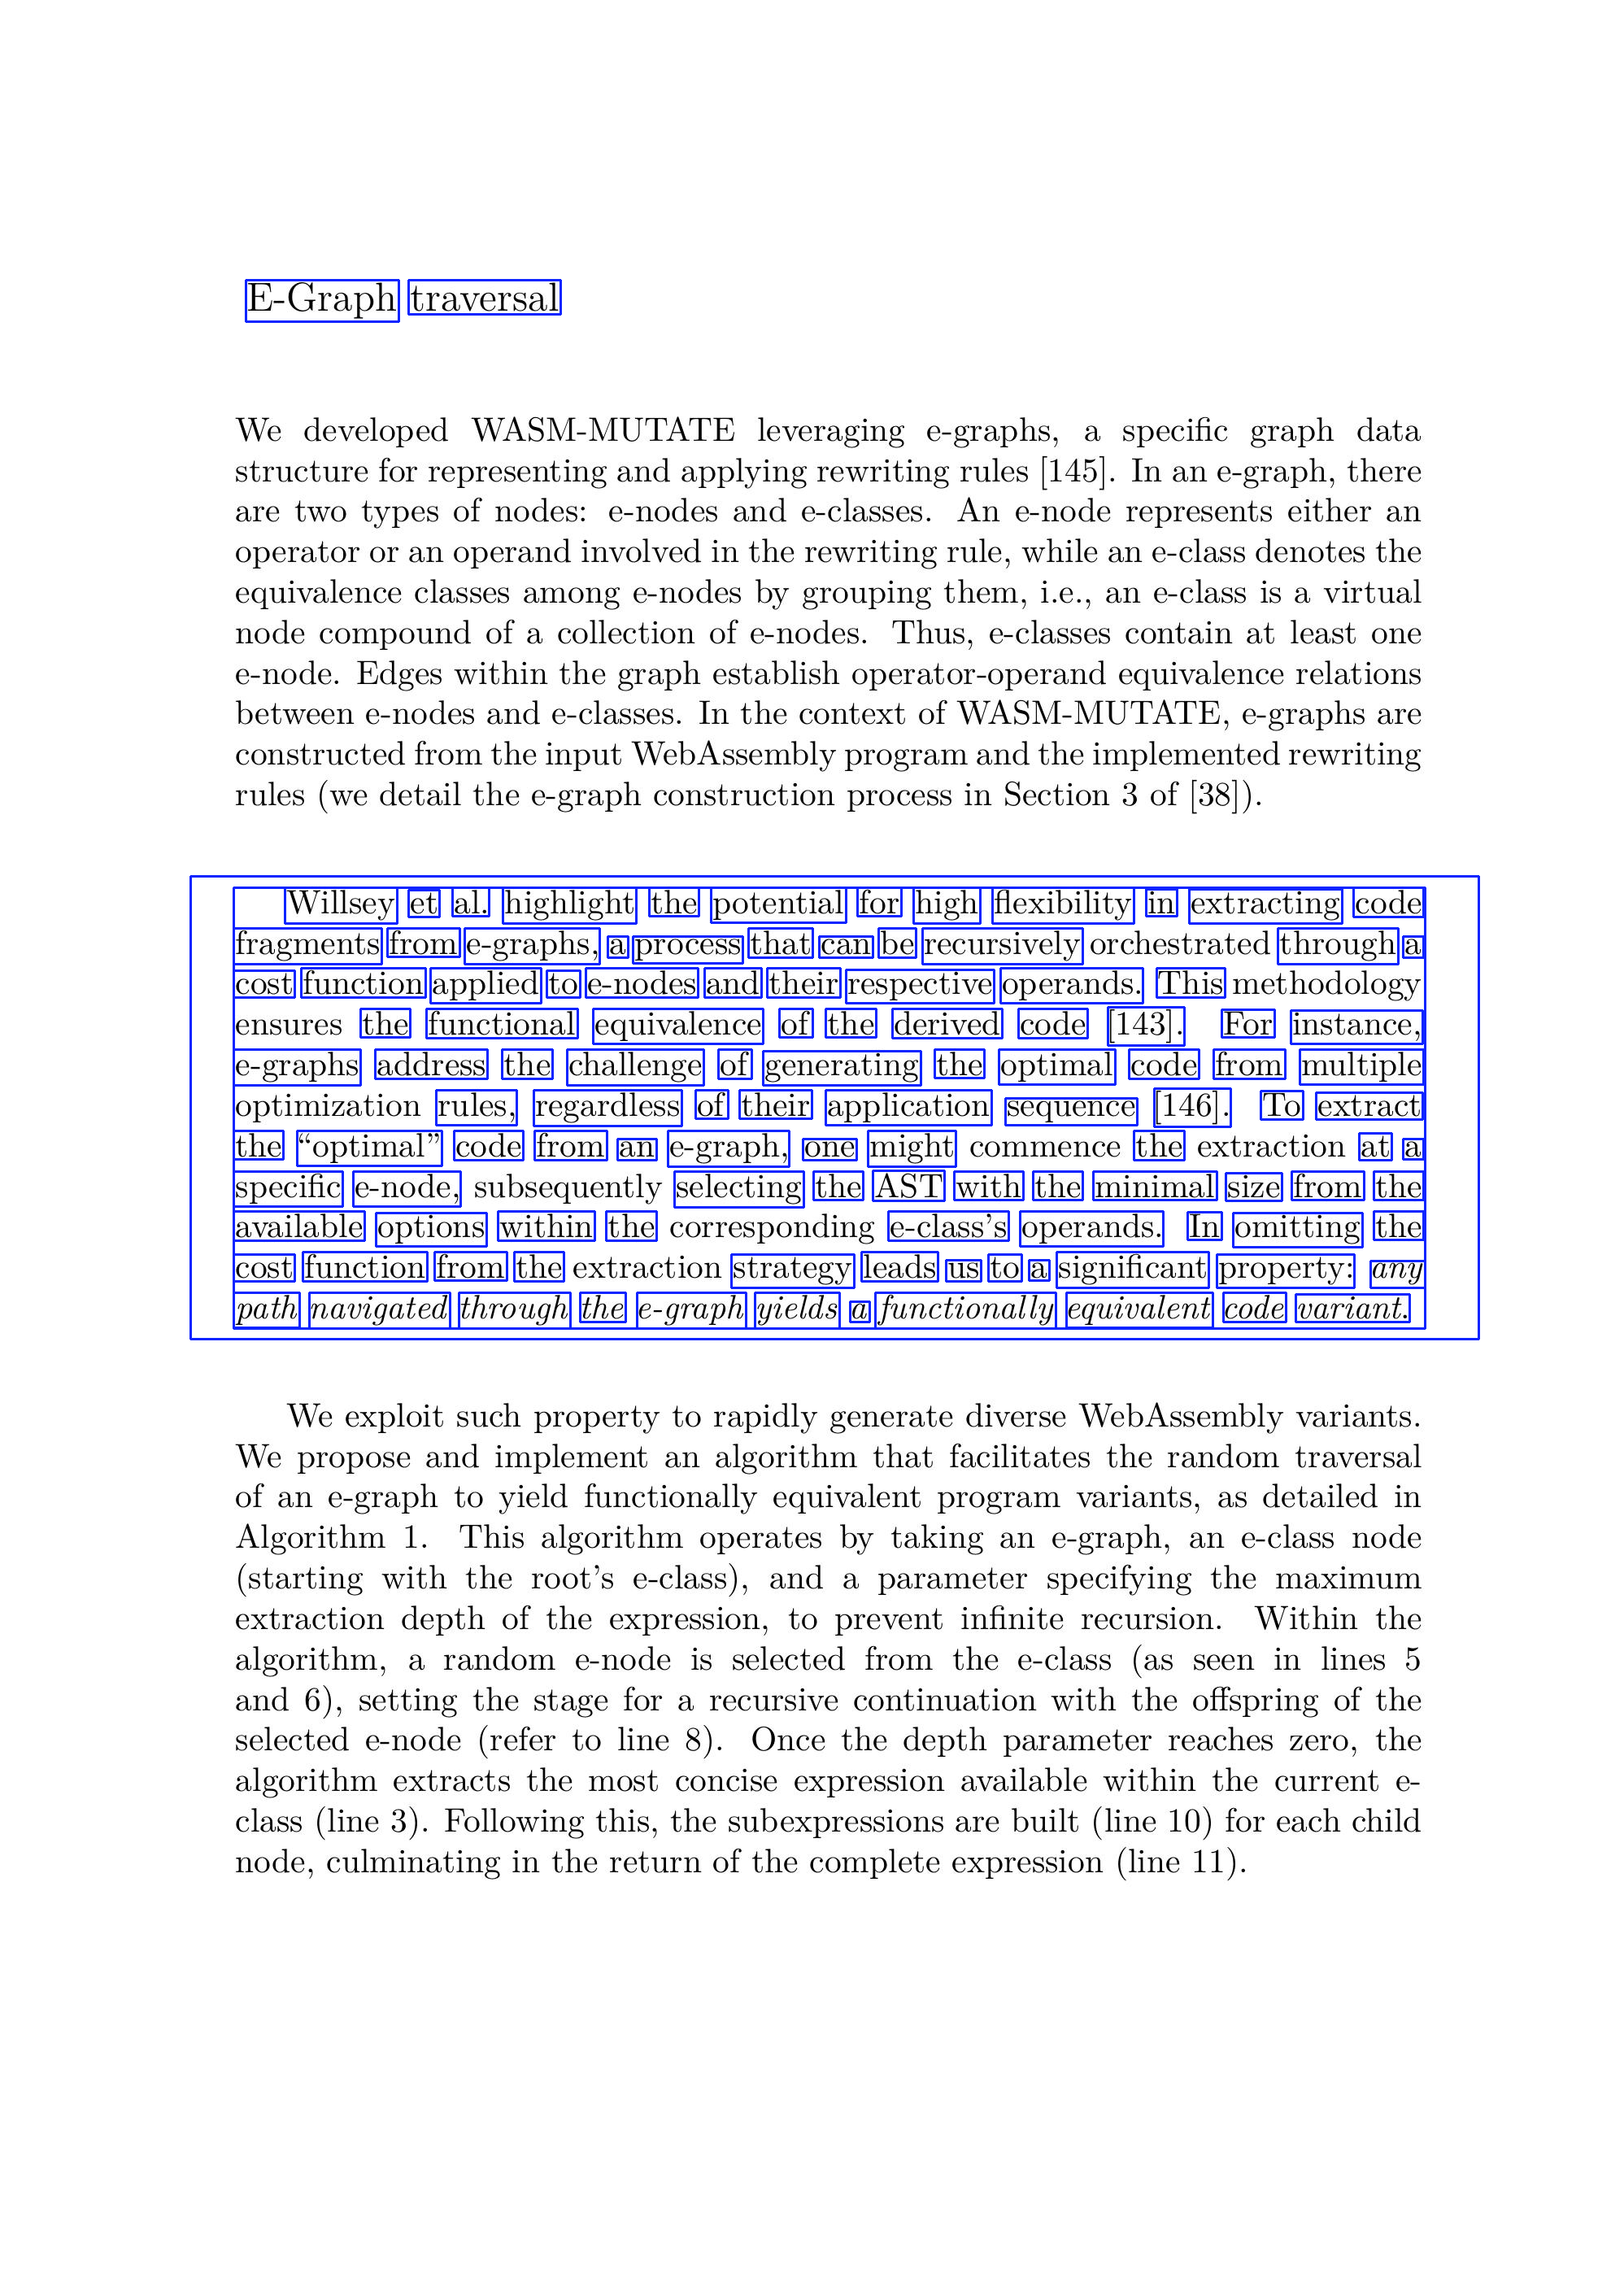 E-Graph traversal
We developed WASM-MUTATE leveraging e-graphs, a specific graph data
structure for representing and applying rewriting rules [145]. In an e-graph, there
are two types of nodes: e-nodes and e-classes. An e-node represents either an
operator or an operand involved in the rewriting rule, while an e-class denotes the
equivalence classes among e-nodes by grouping them, i.e., an e-class is a virtual
node compound of a collection of e-nodes. Thus, e-classes contain at least one
e-node. Edges within the graph establish operator-operand equivalence relations
between e-nodes and e-classes. In the context of WASM-MUTATE, e-graphs are
constructed from the input WebAssembly program and the implemented rewriting
rules (we detail the e-graph construction process in Section 3 of [38]).
Willsey et al. highlight the potential for high flexibility in extracting code
fragments from e-graphs, a process that can be recursively orchestrated through a
cost function applied to e-nodes and their respective operands. This methodology
ensures the functional equivalence of the derived code [143]. For instance,
e-graphs address the challenge of generating the optimal code from multiple
optimization rules, regardless of their application sequence [146]. To extract
the “optimal” code from an e-graph, one might commence the extraction at a
specific e-node, subsequently selecting the AST with the minimal size from the
available options within the corresponding e-class’s operands. In omitting the
cost function from the extraction strategy leads us to a significant property: any
path navigated through the e-graph yields a functionally equivalent code variant.
We exploit such property to rapidly generate diverse WebAssembly variants.
We propose and implement an algorithm that facilitates the random traversal
of an e-graph to yield functionally equivalent program variants, as detailed in
Algorithm 1. This algorithm operates by taking an e-graph, an e-class node
(starting with the root’s e-class), and a parameter specifying the maximum
extraction depth of the expression, to prevent infinite recursion. Within the
algorithm, a random e-node is selected from the e-class (as seen in lines 5
and 6), setting the stage for a recursive continuation with the offspring of the
selected e-node (refer to line 8). Once the depth parameter reaches zero, the
algorithm extracts the most concise expression available within the current e-
class (line 3). Following this, the subexpressions are built (line 10) for each child
node, culminating in the return of the complete expression (line 11).